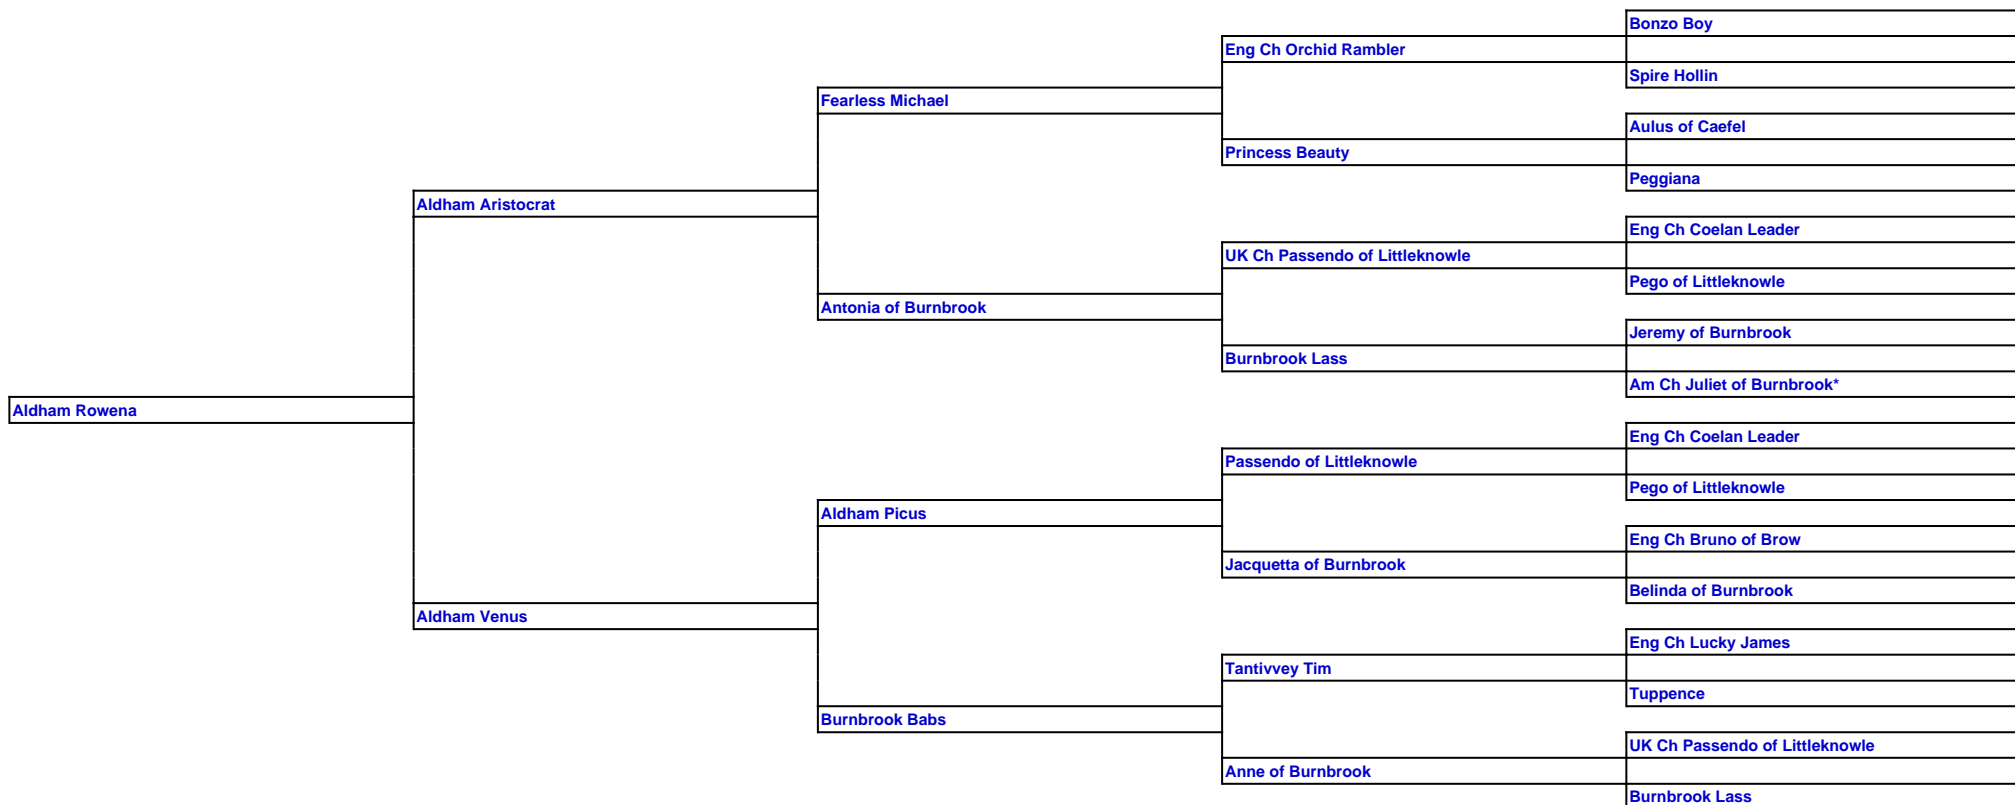 Bonzo Boy
Eng Ch Orchid Rambler
Spire Hollin
Fearless Michael
Aulus of Caefel
Princess Beauty
Peggiana
Aldham Aristocrat
Eng Ch Coelan Leader
UK Ch Passendo of Littleknowle
Pego of Littleknowle
Antonia of Burnbrook
Jeremy of Burnbrook
Burnbrook Lass
Am Ch Juliet of Burnbrook*
Aldham Rowena
Eng Ch Coelan Leader
Passendo of Littleknowle
Pego of Littleknowle
Aldham Picus
Eng Ch Bruno of Brow
Jacquetta of Burnbrook
Belinda of Burnbrook
Aldham Venus
Eng Ch Lucky James
Tantivvey Tim
Tuppence
Burnbrook Babs
UK Ch Passendo of Littleknowle
Anne of Burnbrook
Burnbrook Lass